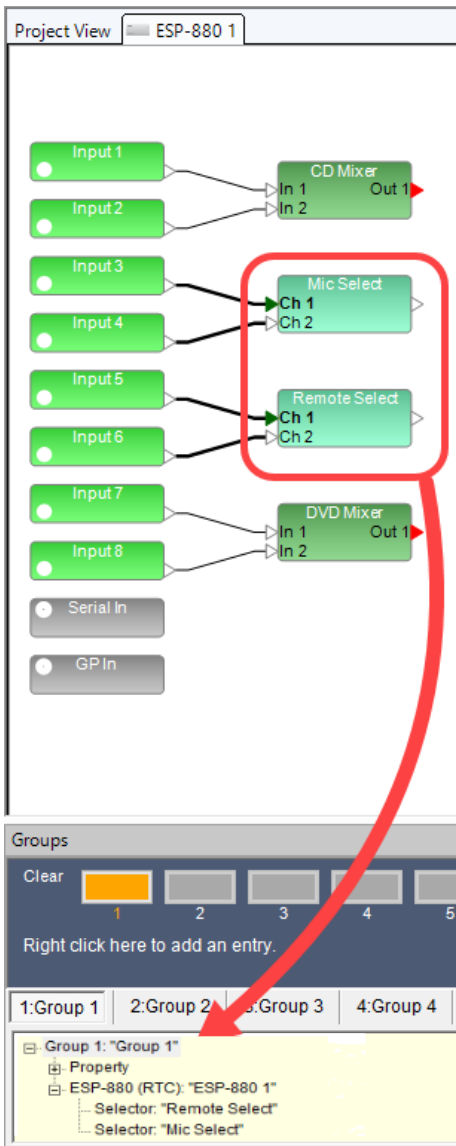 Project View
ESP-880 1
Input 1
CD Mixer
In 1
Out 1
Input 2
In 2
Input 3
Mic Select
Ch 1
Input 4
Ch 2
Input 5
Remote Select
Ch 1
Input 6
Ch 2
Input 7
DVD Mixer
In 1
Out 1
Input 8
In 2
Serial In
GP In
Groups
Clear
1 2 3 4 5
Right click here to add an entry.
1:Group 1 2:Group 2 3:Group 3 4:Group 4
Group 1: "Group 1"
Property
ESP-880 (RTC): "ESP-880 1"
Selector: "Remote Select"
Selector: "Mic Select"